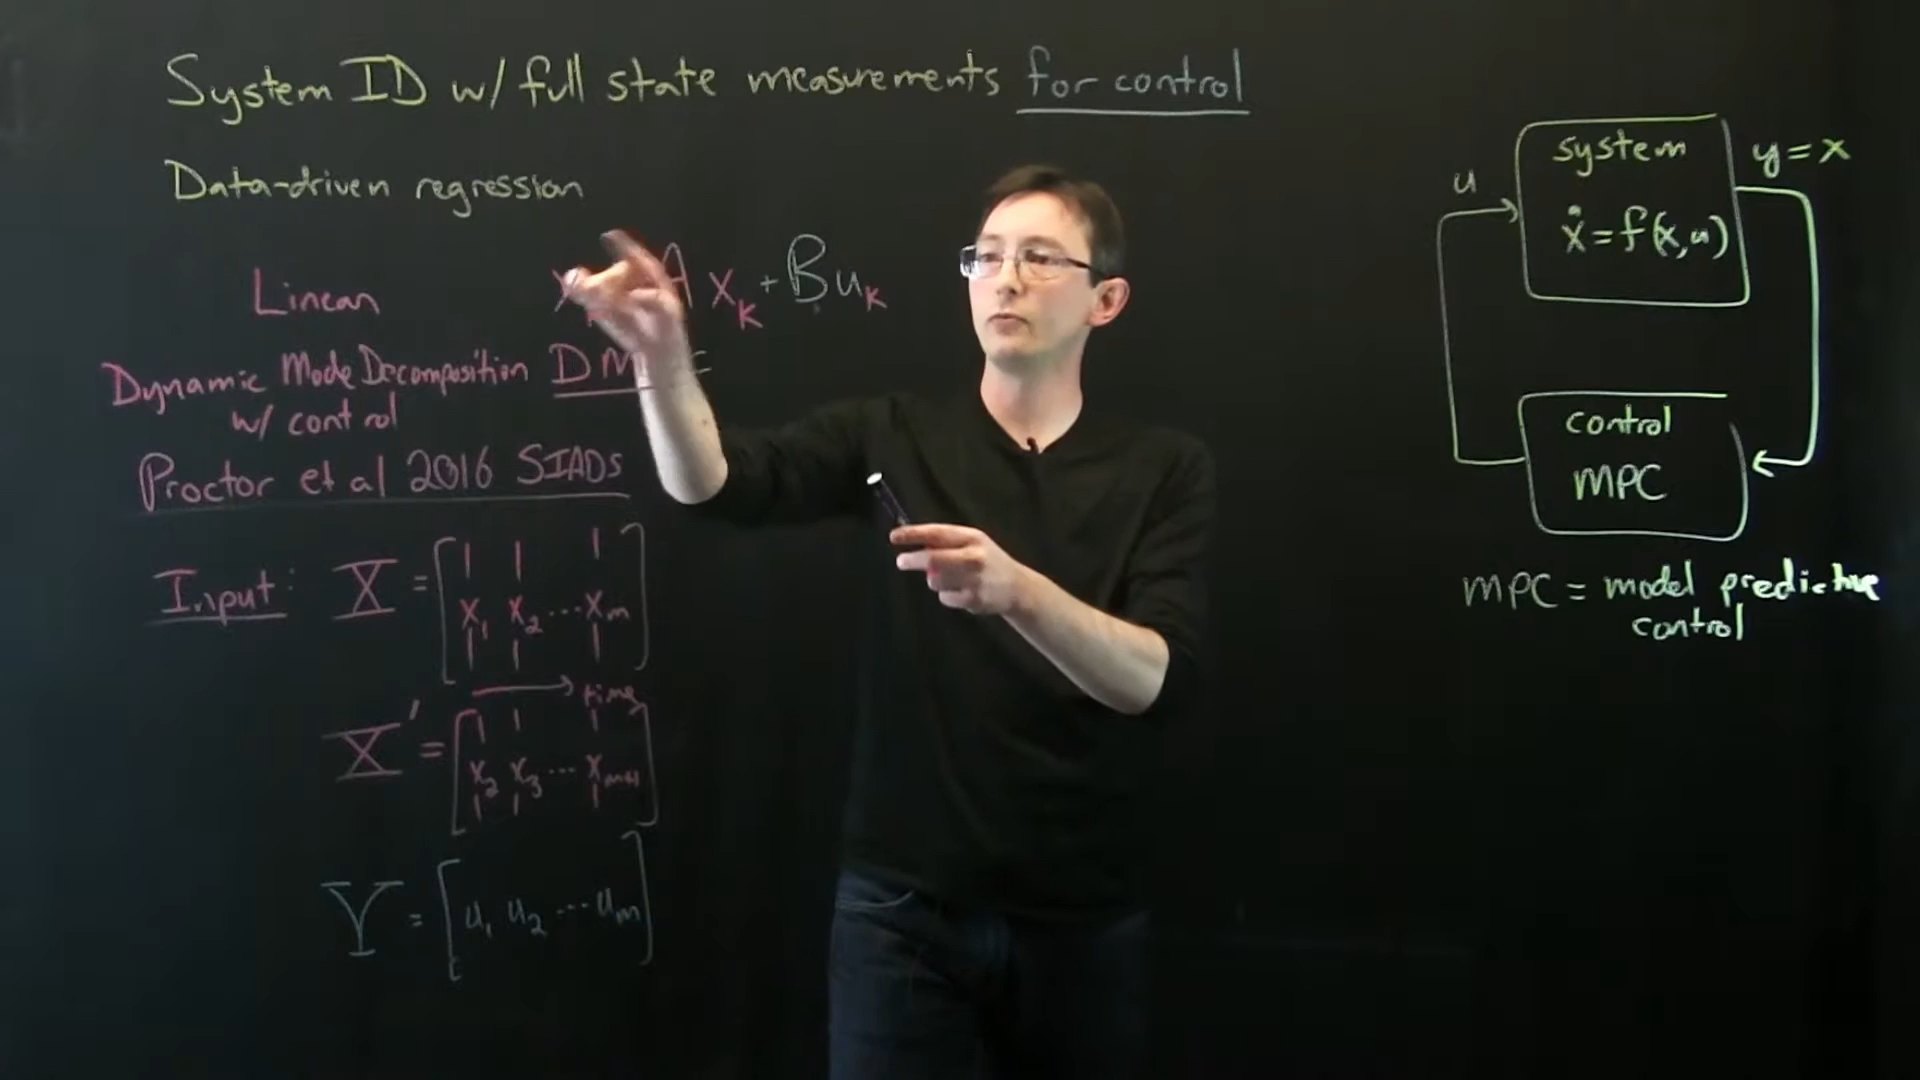 System ID w/ full state measurements for control
Data-driven regression
Linear
A x_k + B u_k
Dynamic Mode Decomposition DM
w/ control
Proctor et al 2016 SIADS
Input: X = [x_1 x_2 ... x_m]
time
X' = [x_2 x_3 ... x_m+1]
Υ = [u_1 u_2 ... u_m]
u
system
y = x
ẋ = f(x,u)
control
MPC
MPC = model predictive
control